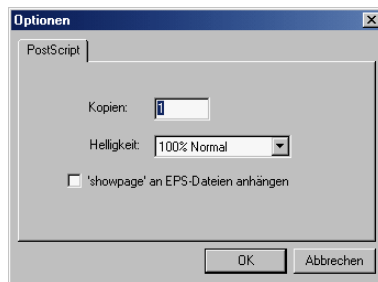 Optionen
PostScript
Kopien: 1
Helligkeit: 100% Normal
'showpage' an EPS-Dateien anhängen
OK Abbrechen